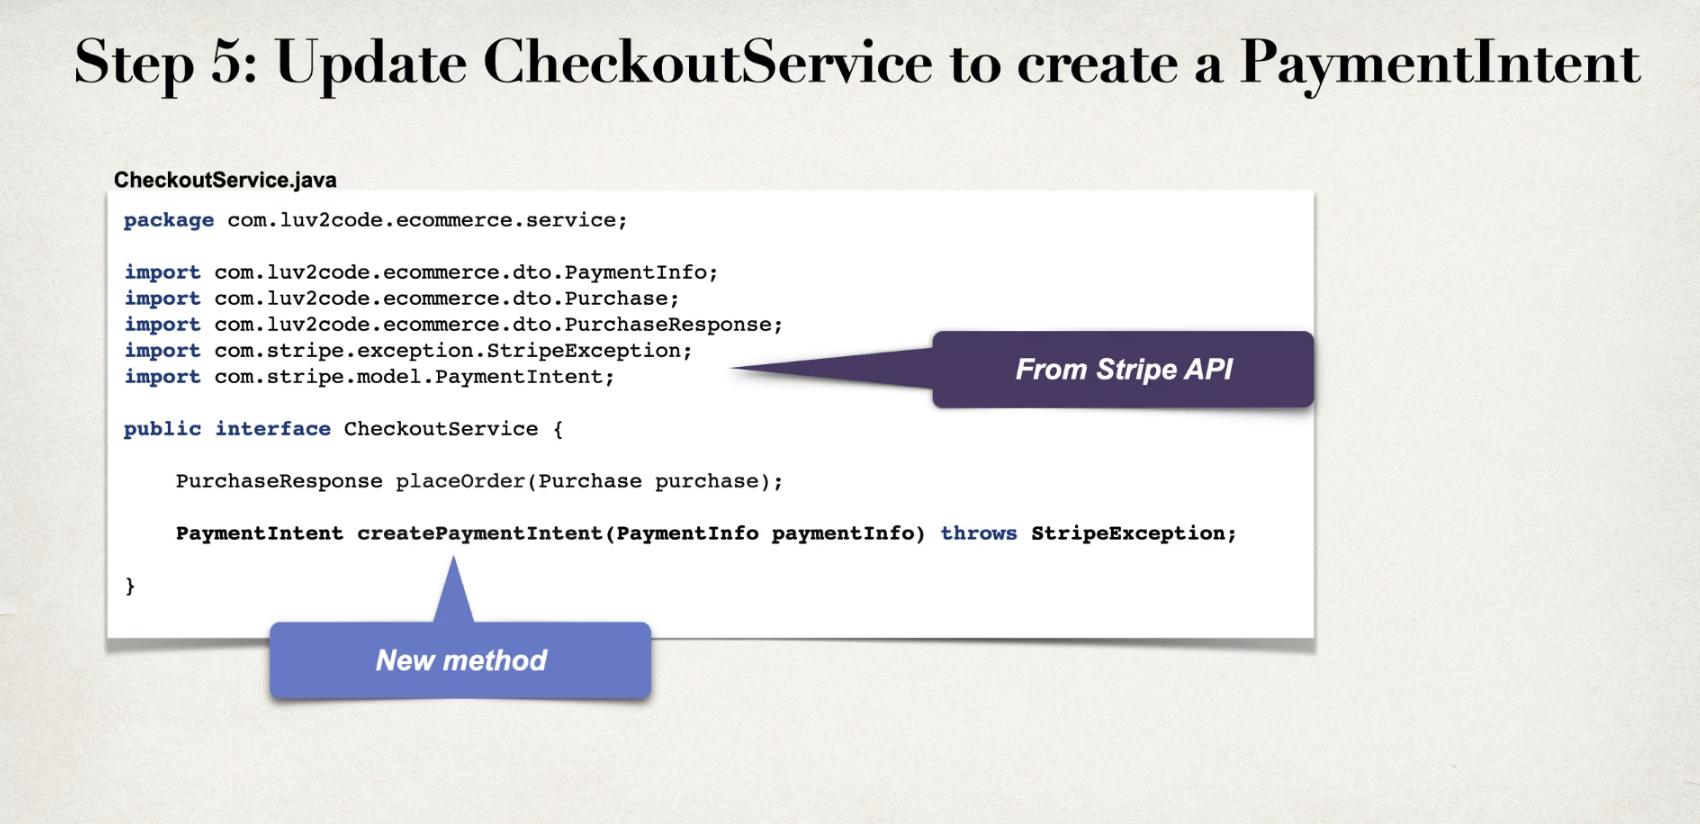 Step 5: Update CheckoutService to create a PaymentIntent
CheckoutService.java
package com.luv2code.ecommerce.service;
import com.luv2code.ecommerce.dto.PaymentInfo;
import com.luv2code.ecommerce.dto.Purchase;
import com.luv2code.ecommerce.dto.PurchaseResponse;
import com.stripe.exception.StripeException;
import com.stripe.model.PaymentIntent;
From Stripe API
public interface CheckoutService {
PurchaseResponse placeOrder(Purchase purchase);
PaymentIntent createPaymentIntent(PaymentInfo paymentInfo) throws StripeException;
}
New method